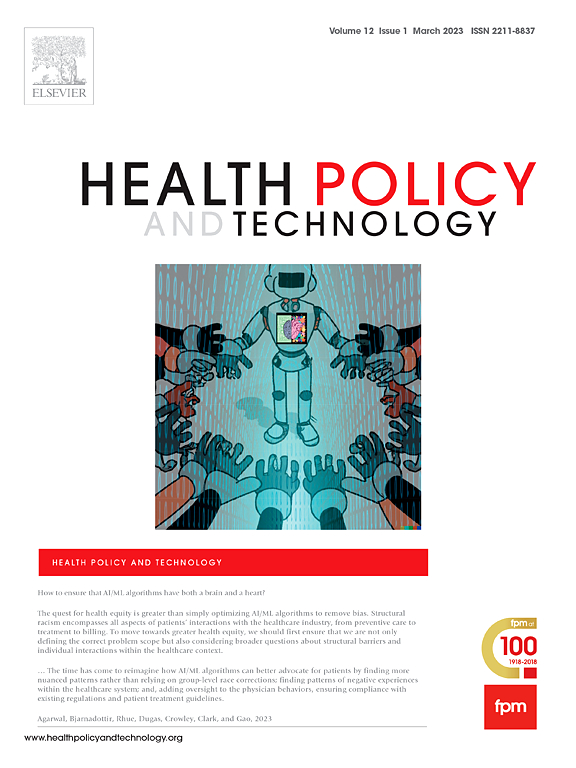 Volume 12 Issue 1 March 2023 ISSN 2211-8837
ELSEVIER
HEALTH POLICY
AND TECHNOLOGY
HEALTH POLICY AND TECHNOLOGY
How to ensure that AI/ML algorithms have both a brain and a heart?
The quest for health equity is greater than simply optimizing AI/ML algorithms to remove bias. Structural
racism encompasses all aspects of patients' interactions with the healthcare industry, from preventive care to
treatment to billing. To move towards greater health equity, we should first ensure that we are not only
defining the correct problem scope but also considering broader questions about structural barriers and
individual interactions within the healthcare context.
... The time has come to reimagine how AI/ML algorithms can better advocate for patients by finding more
nuanced patterns rather than relying on group-level race corrections; finding patterns of negative experiences
within the healthcare system; and, adding oversight to the physician behaviors, ensuring compliance with
existing regulations and patient treatment guidelines.
Agarwal, Bjarnadottir, Rhue, Dugas, Crowley, Clark, and Gao, 2023
fpm at
100
1918-2018
fpm
www.healthpolicyandtechnology.org